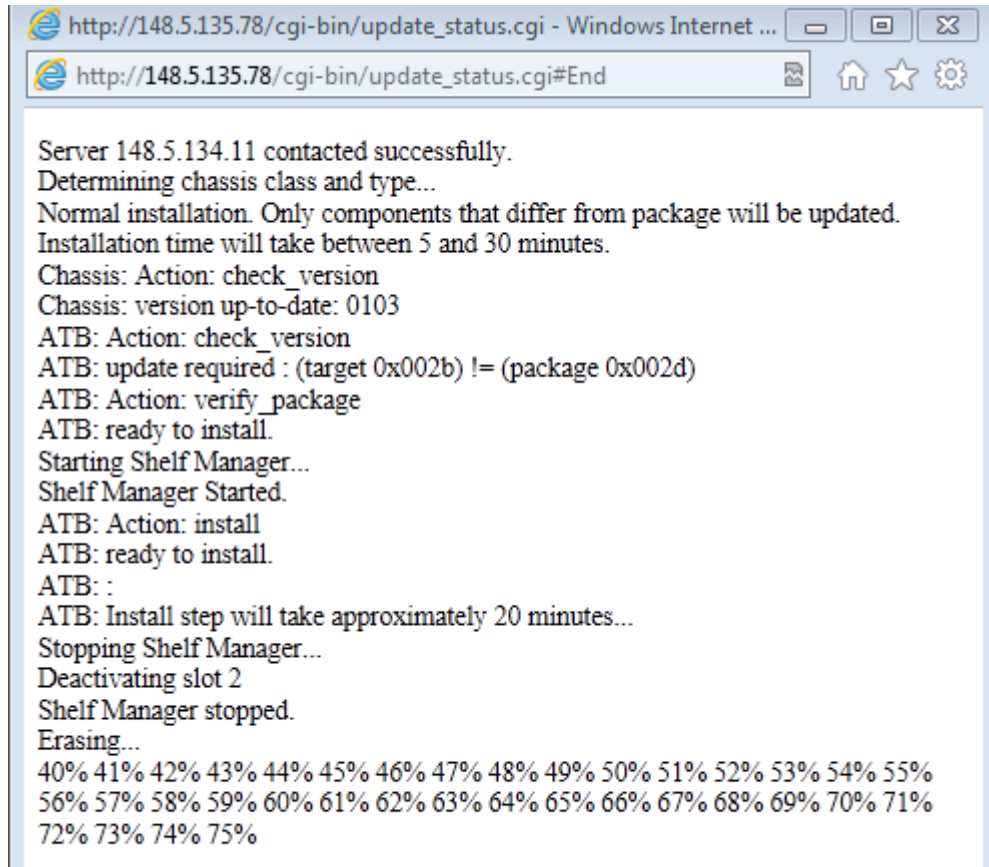 http://148.5.135.78/cgi-bin/update_status.cgi - Windows Internet ...
http://148.5.135.78/cgi-bin/update_status.cgi#End
Server 148.5.134.11 contacted successfully.
Determining chassis class and type...
Normal installation. Only components that differ from package will be updated.
Installation time will take between 5 and 30 minutes.
Chassis: Action: check_version
Chassis: version up-to-date: 0103
ATB: Action: check_version
ATB: update required : (target 0x002b) != (package 0x002d)
ATB: Action: verify_package
ATB: ready to install.
Starting Shelf Manager...
Shelf Manager Started.
ATB: Action: install
ATB: ready to install.
ATB: :
ATB: Install step will take approximately 20 minutes...
Stopping Shelf Manager...
Deactivating slot 2
Shelf Manager stopped.
Erasing...
40% 41% 42% 43% 44% 45% 46% 47% 48% 49% 50% 51% 52% 53% 54% 55%
56% 57% 58% 59% 60% 61% 62% 63% 64% 65% 66% 67% 68% 69% 70% 71%
72% 73% 74% 75%